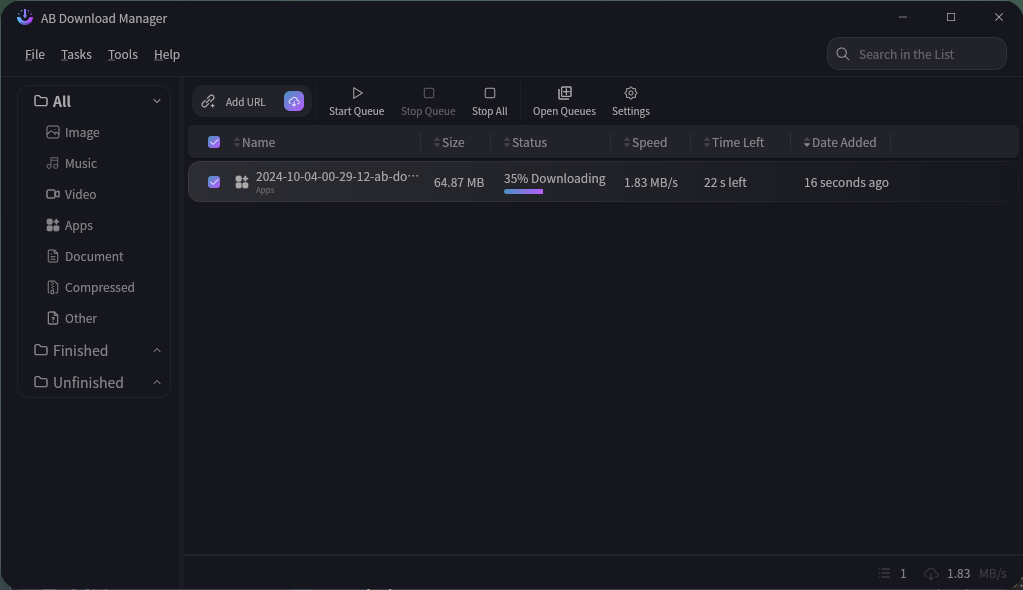 AB Download Manager
File Tasks Tools Help
Search in the List
All
Image
Music
Video
Apps
Document
Compressed
Other
Finished
Unfinished
Add URL
Start Queue
Stop Queue
Stop All
Open Queues
Settings
Name Size Status Speed Time Left Date Added
2024-10-04-00-29-12-ab-do··· 64.87 MB 35% Downloading 1.83 MB/s 22 s left 16 seconds ago
Apps
1 1.83 MB/s